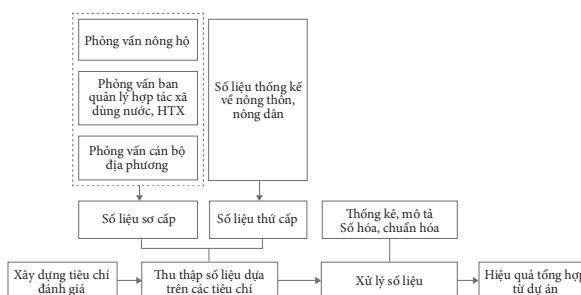 Phỏng vấn nông hộ
Phỏng vấn ban
quản lý hợp tác xã
dùng nước, HTX
Phỏng vấn cán bộ
địa phương
Số liệu thống kê
về nông thôn,
nông dân
Số liệu sơ cấp
Số liệu thứ cấp
Thống kê, mô tả
Số hóa, chuẩn hóa
Xây dựng tiêu chí
đánh giá
Thu thập số liệu dựa
trên các tiêu chí
Xử lý số liệu
Hiệu quả tổng hợp
từ dự án